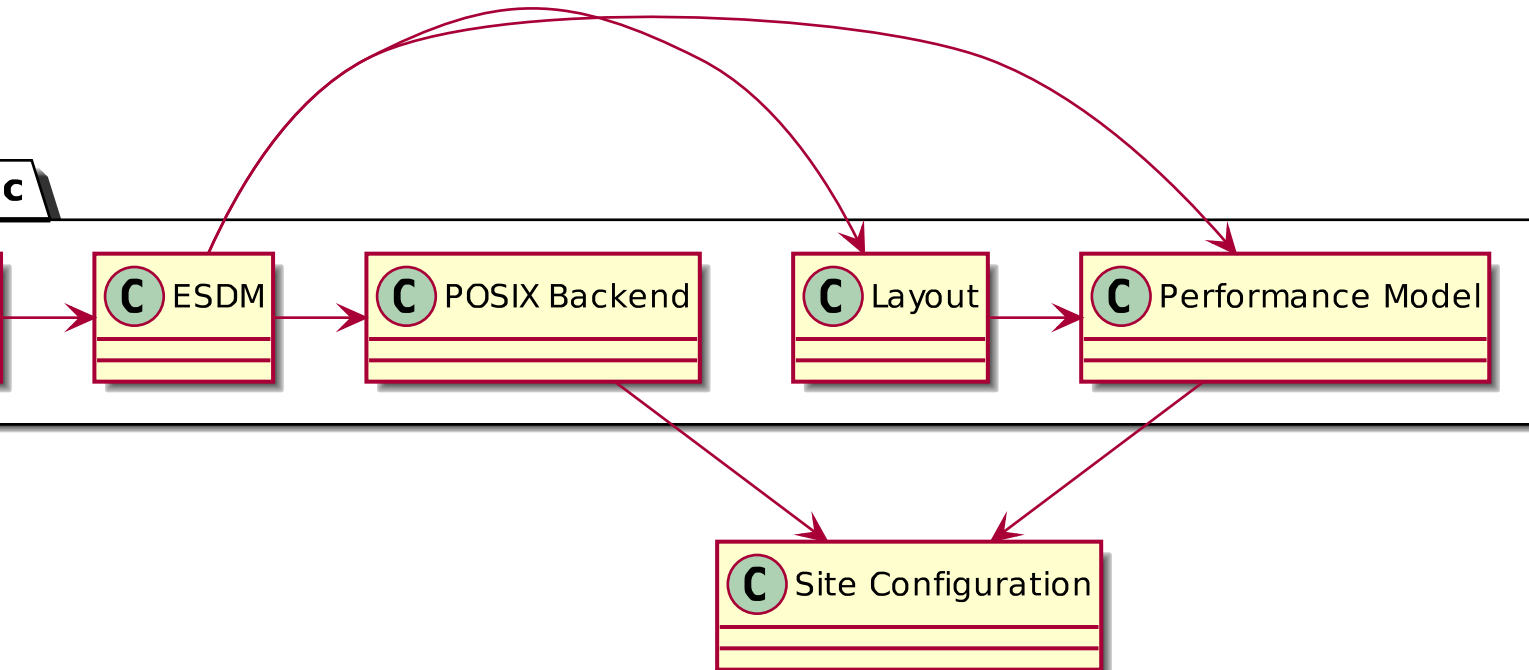 c
C ESDM
C POSIX Backend
C Layout
C Performance Model
C Site Configuration